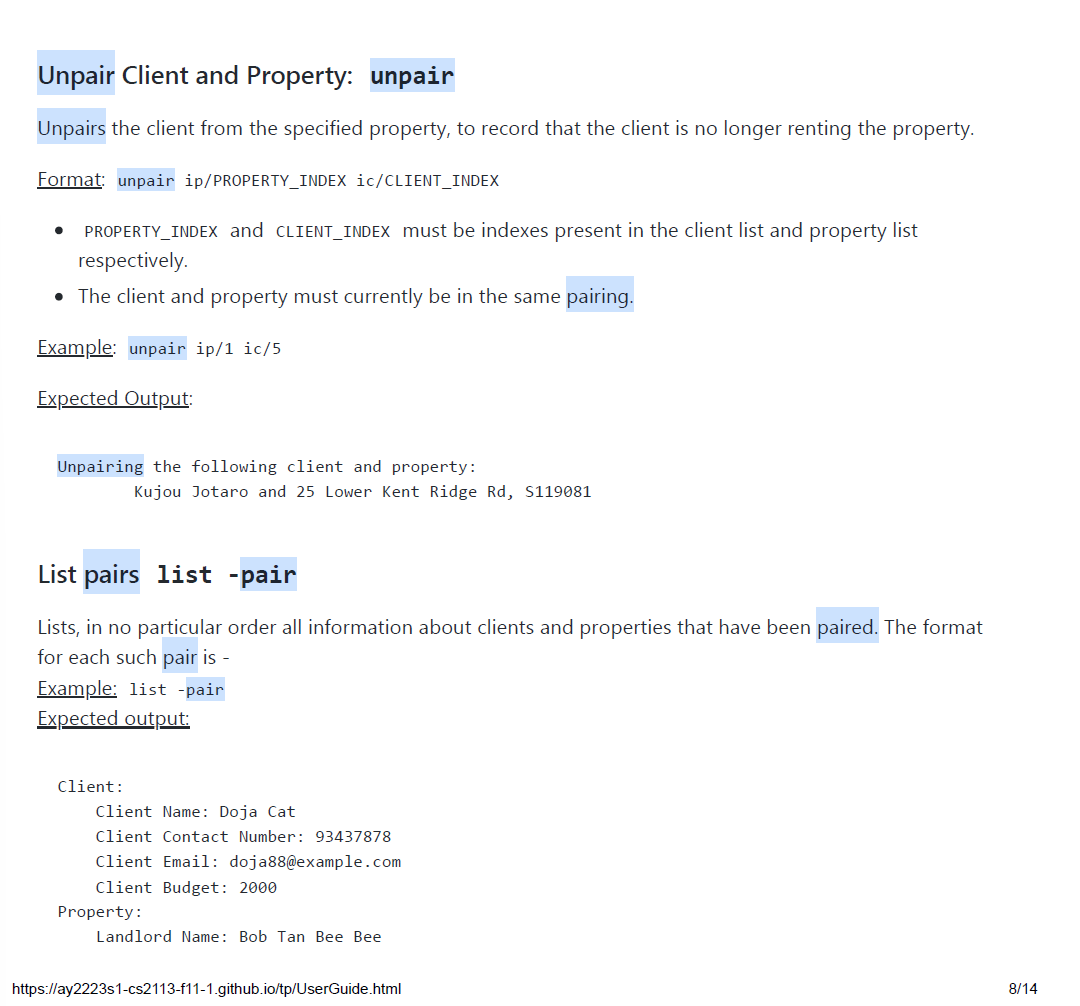 Unpair Client and Property: unpair
Unpairs the client from the specified property, to record that the client is no longer renting the property.
Format: unpair ip/PROPERTY_INDEX ic/CLIENT_INDEX
• PROPERTY_INDEX and CLIENT_INDEX must be indexes present in the client list and property list
respectively.
• The client and property must currently be in the same pairing.
Example: unpair ip/1 ic/5
Expected Output:
Unpairing the following client and property:
Kujou Jotaro and 25 Lower Kent Ridge Rd, S119081
List pairs list -pair
Lists, in no particular order all information about clients and properties that have been paired. The format
for each such pair is -
Example: list -pair
Expected output:
Client:
Client Name: Doja Cat
Client Contact Number: 93437878
Client Email: doja88@example.com
Client Budget: 2000
Property:
Landlord Name: Bob Tan Bee Bee
https://ay2223s1-cs2113-f11-1.github.io/tp/UserGuide.html 8/14